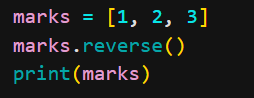 marks = [1, 2, 3]
marks.reverse()
print(marks)